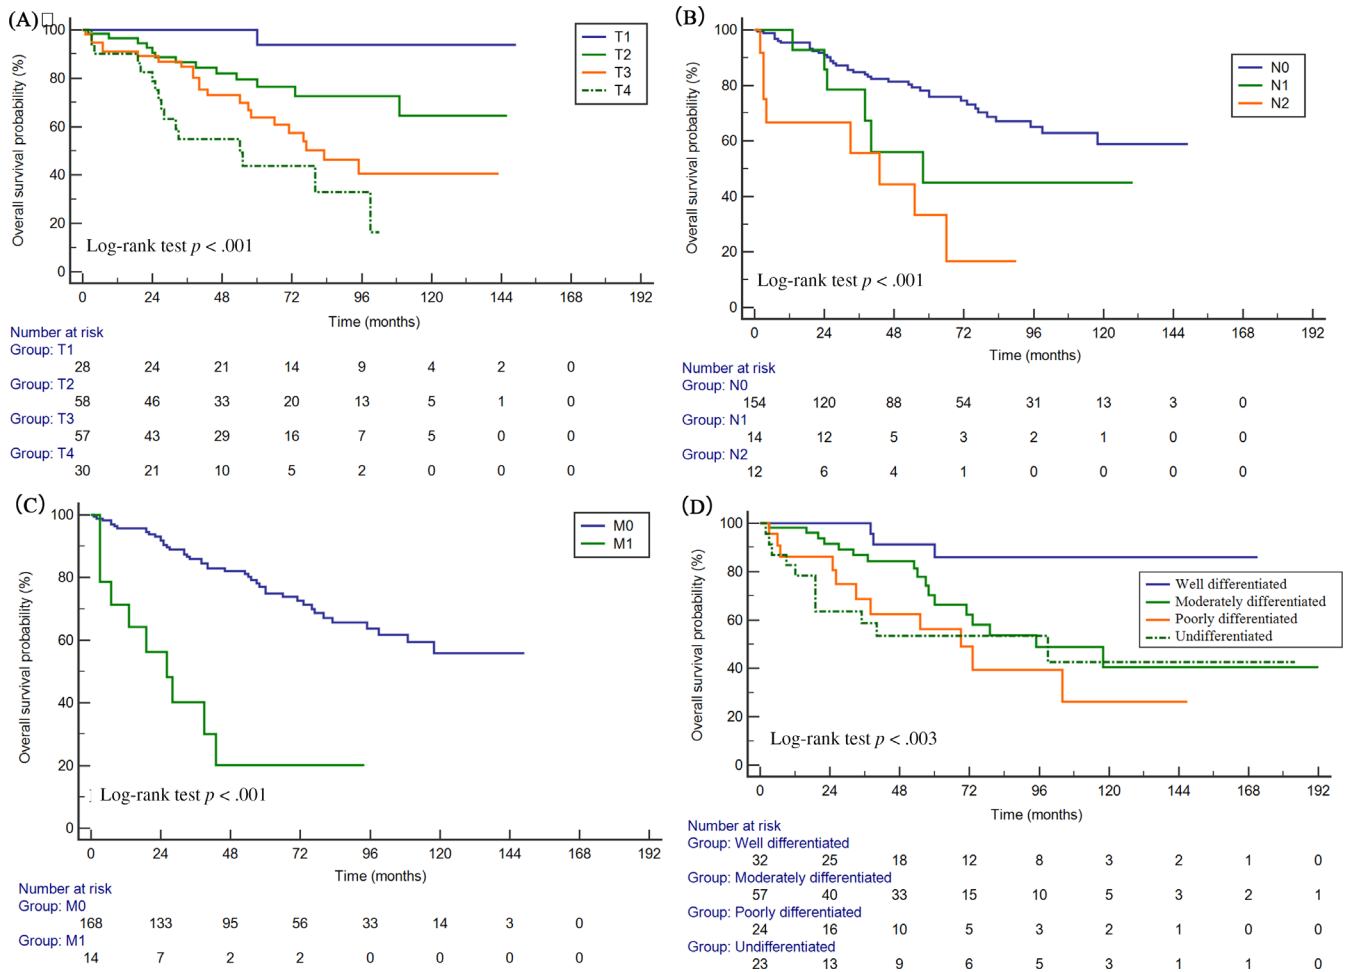 (A)
Overall survival probability (%)
100
80
60
40
20
0
T1
T2
T3
T4
Log-rank test p < .001
0 24 48 72 96 120 144 168 192
Time (months)
Number at risk
Group: T1
28 24 21 14 9 4 2 0
Group: T2
58 46 33 20 13 5 1 0
Group: T3
57 43 29 16 7 5 0 0
Group: T4
30 21 10 5 2 0 0 0
(B)
Overall survival probability (%)
100
80
60
40
20
0
N0
N1
N2
Log-rank test p < .001
0 24 48 72 96 120 144 168 192
Time (months)
Number at risk
Group: N0
154 120 88 54 31 13 3 0
Group: N1
14 12 5 3 2 1 0 0
Group: N2
12 6 4 1 0 0 0 0
(C)
Overall survival probability (%)
100
80
60
40
20
0
M0
M1
Log-rank test p < .001
0 24 48 72 96 120 144 168 192
Time (months)
Number at risk
Group: M0
168 133 95 56 33 14 3 0
Group: M1
14 7 2 2 0 0 0 0
(D)
Overall survival probability (%)
100
80
60
40
20
0
Well differentiated
Moderately differentiated
Poorly differentiated
Undifferentiated
Log-rank test p < .003
0 24 48 72 96 120 144 168 192
Time (months)
Number at risk
Group: Well differentiated
32 25 18 12 8 3 2 1 0
Group: Moderately differentiated
57 40 33 15 10 5 3 2 1
Group: Poorly differentiated
24 16 10 5 3 2 1 0 0
Group: Undifferentiated
23 13 9 6 5 3 1 1 0